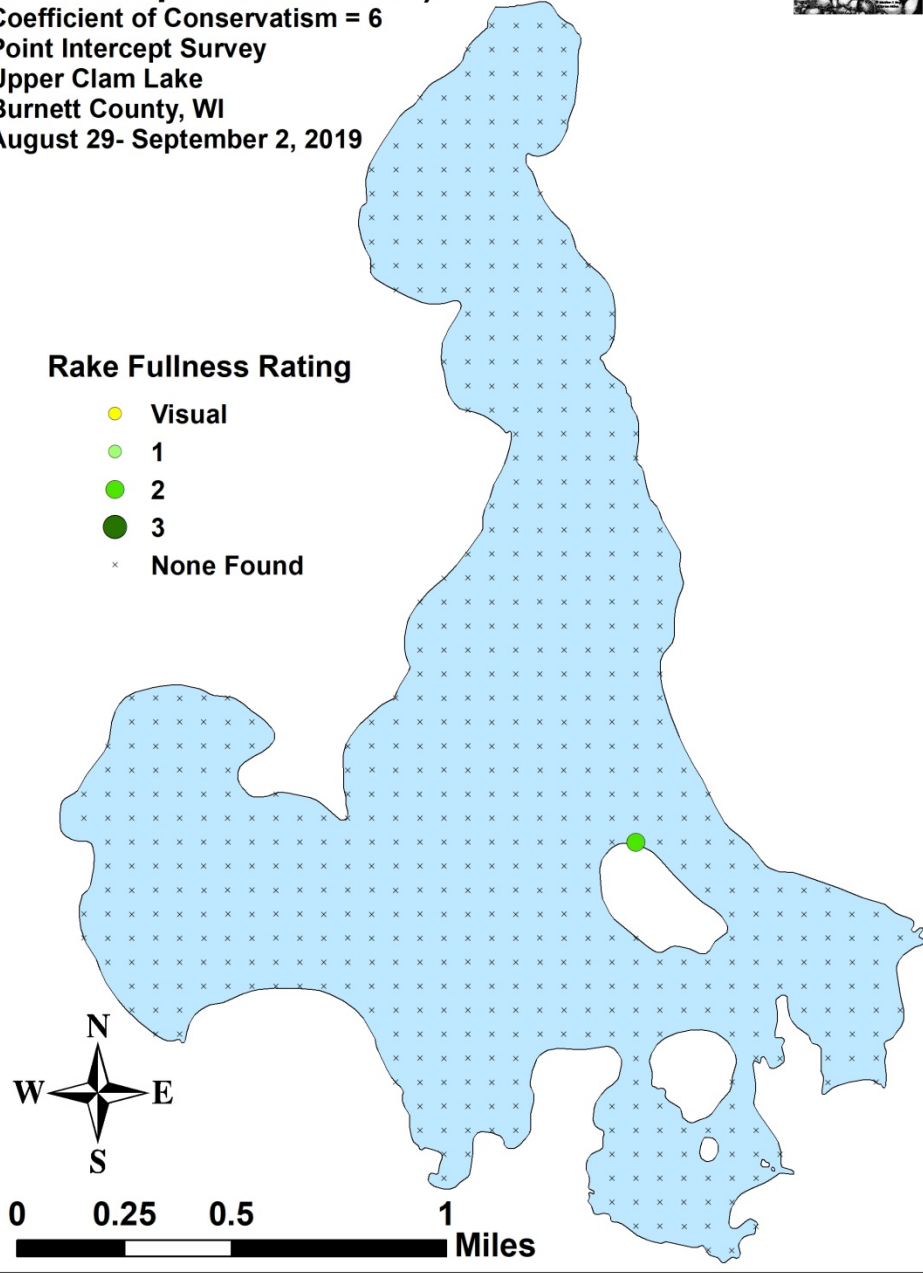 Coefficient of Conservatism = 6
Point Intercept Survey
Upper Clam Lake
Burnett County, WI
August 29- September 2, 2019
Rake Fullness Rating
Visual
1
2
3
None Found
N
W E
S
0 0.25 0.5 1
Miles